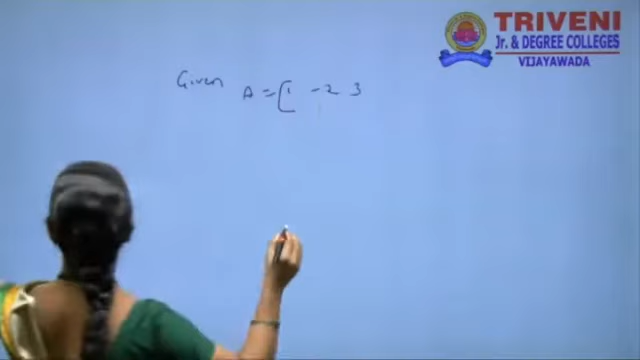 TRIVENI
Jr. & DEGREE COLLEGES
VIJAYAWADA
Given A = [ 1 -2 3